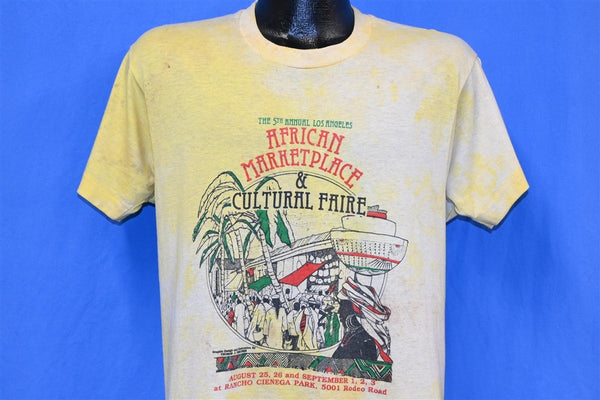 THE 5TH ANNUAL LOS ANGELES
AFRICAN
MARKETPLACE
&
CULTURAL FAIRE
AUGUST 25, 26 and SEPTEMBER 1, 2, 3
at RANCHO CIENEGA PARK, 5001 Rodeo Road